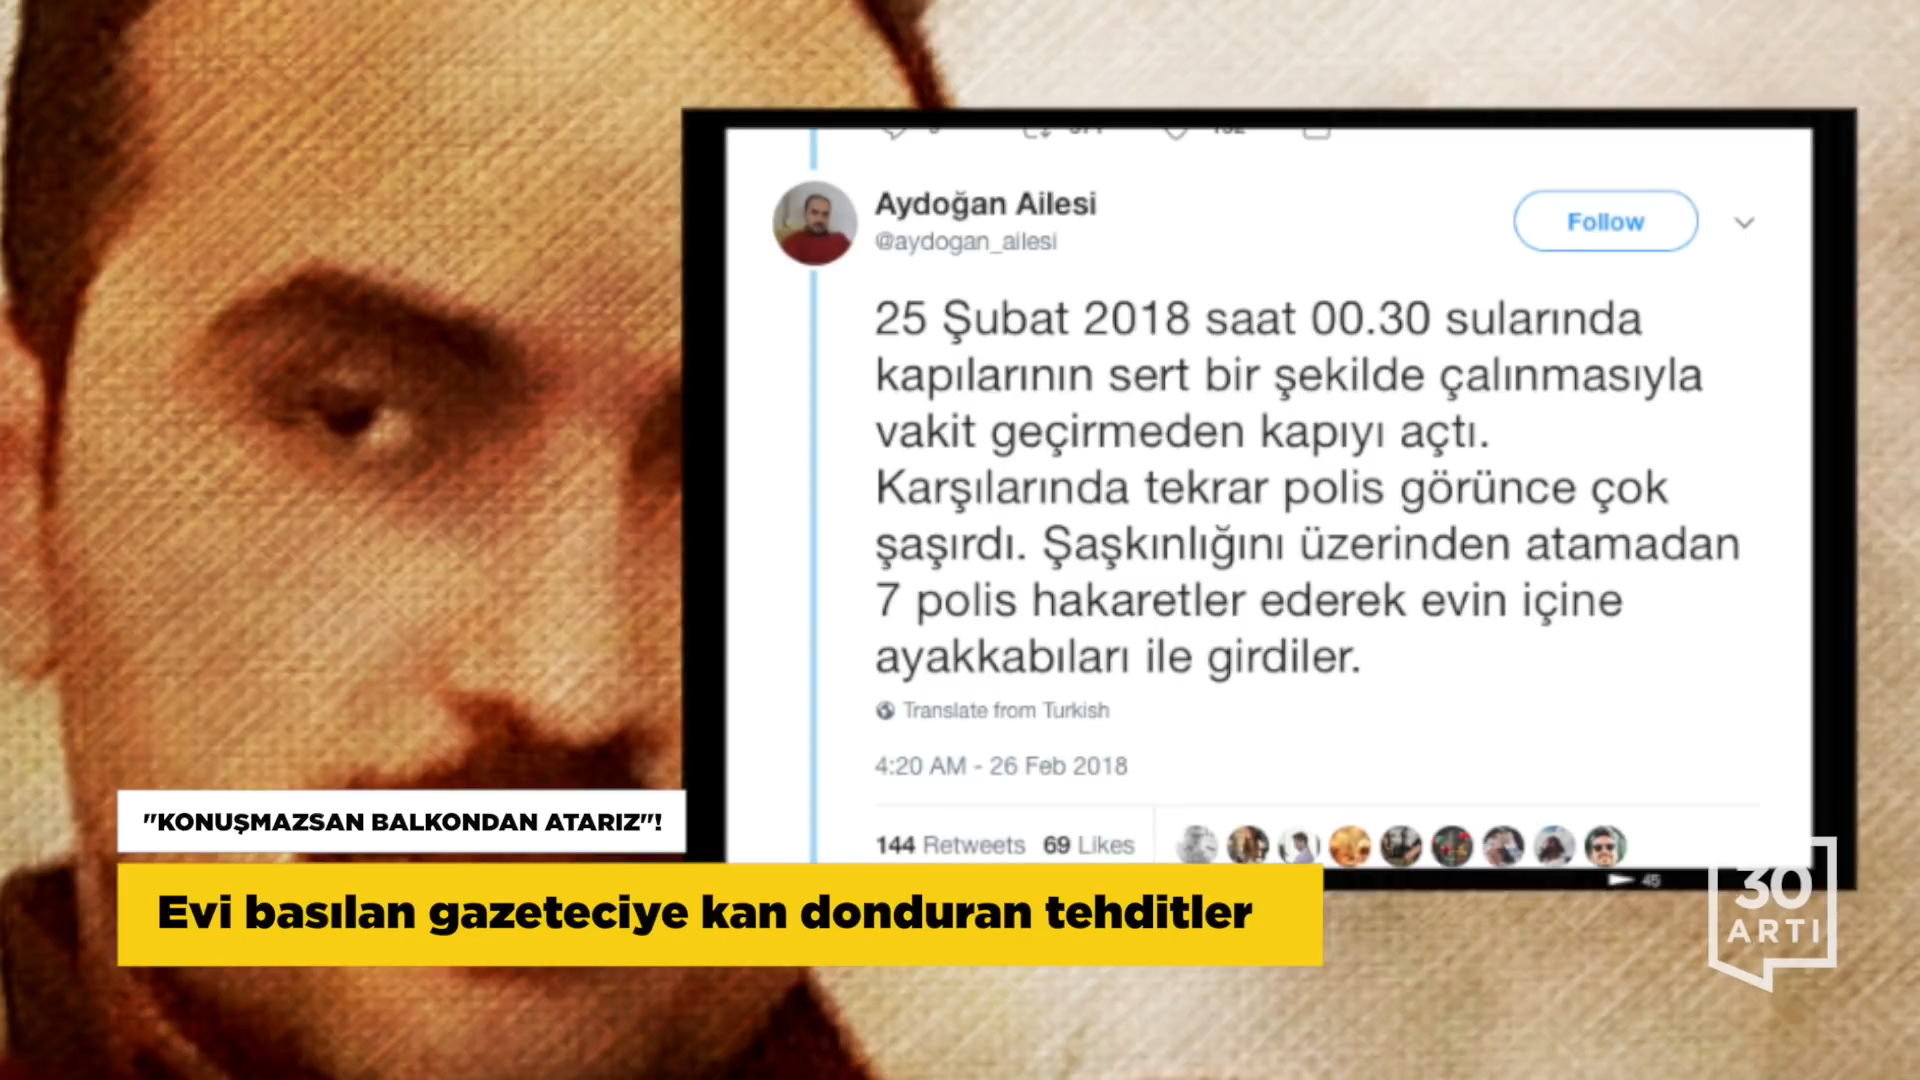 Aydoğan Ailesi
@aydogan_ailesi
Follow
25 Şubat 2018 saat 00.30 sularında
kapılarının sert bir şekilde çalınmasıyla
vakit geçirmeden kapıyı açtı.
Karşılarında tekrar polis görünce çok
şaşırdı. Şaşkınlığını üzerinden atamadan
7 polis hakaretler ederek evin içine
ayakkabıları ile girdiler.
Translate from Turkish
4:20 AM - 26 Feb 2018
144 Retweets 69 Likes
45
"KONUŞMAZSAN BALKONDAN ATARIZ"!
Evi basılan gazeteciye kan donduran tehditler
30
ARTI